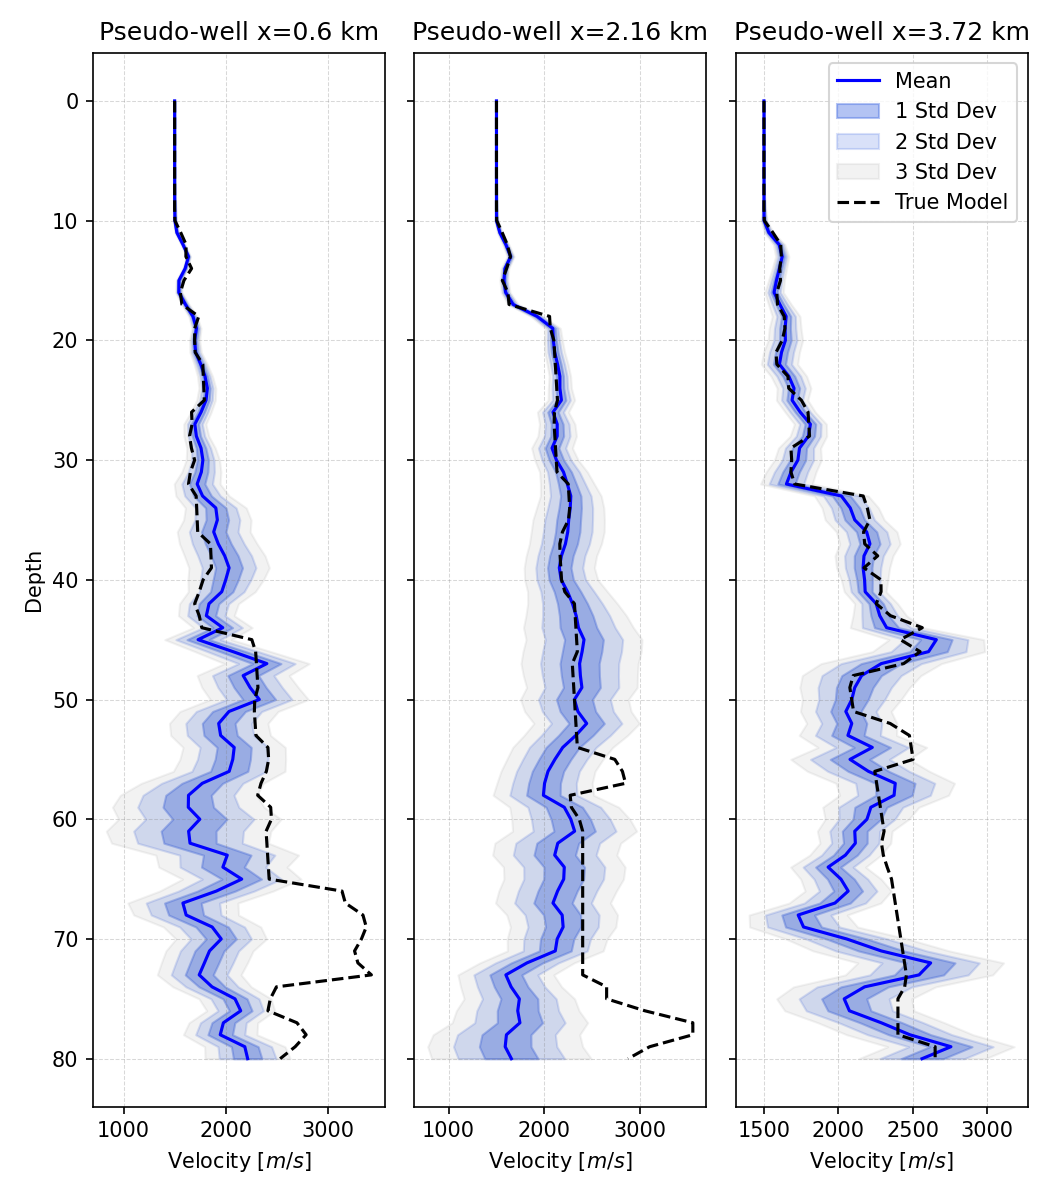 Pseudo-well x=0.6 km
Pseudo-well x=2.16 km
Pseudo-well x=3.72 km
Mean
1 Std Dev
2 Std Dev
3 Std Dev
True Model
0
10
20
30
40
50
60
70
80
Depth
1000 2000 3000
1000 2000 3000
1500 2000 2500 3000
Velocity [m/s]
Velocity [m/s]
Velocity [m/s]